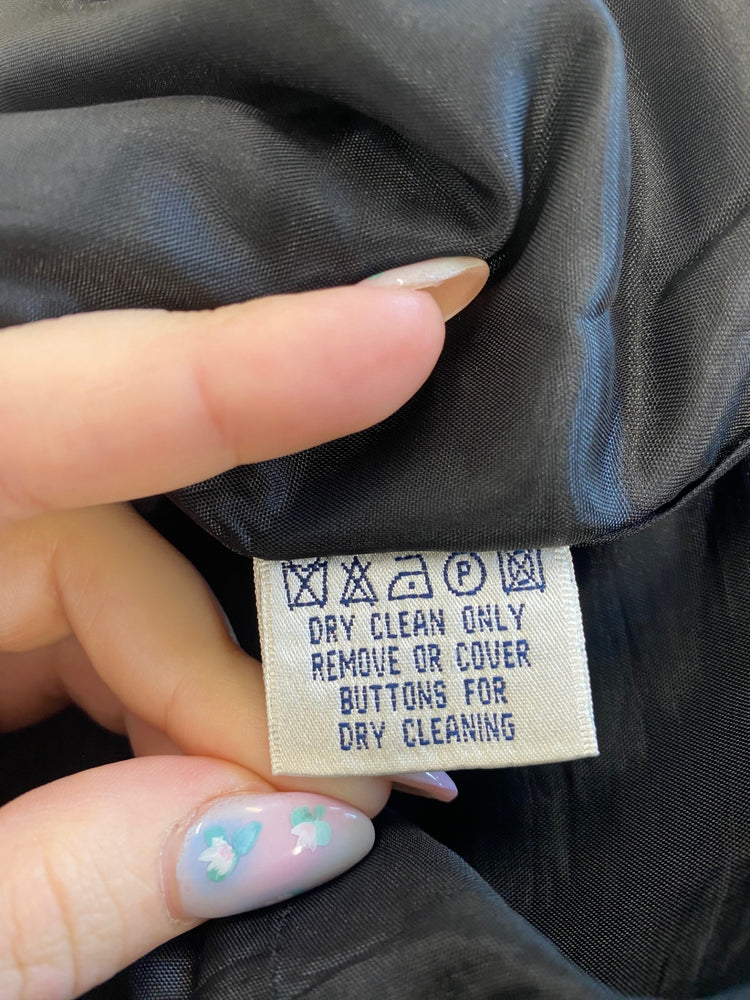 P
DRY CLEAN ONLY
REMOVE OR COVER
BUTTONS FOR
DRY CLEANING